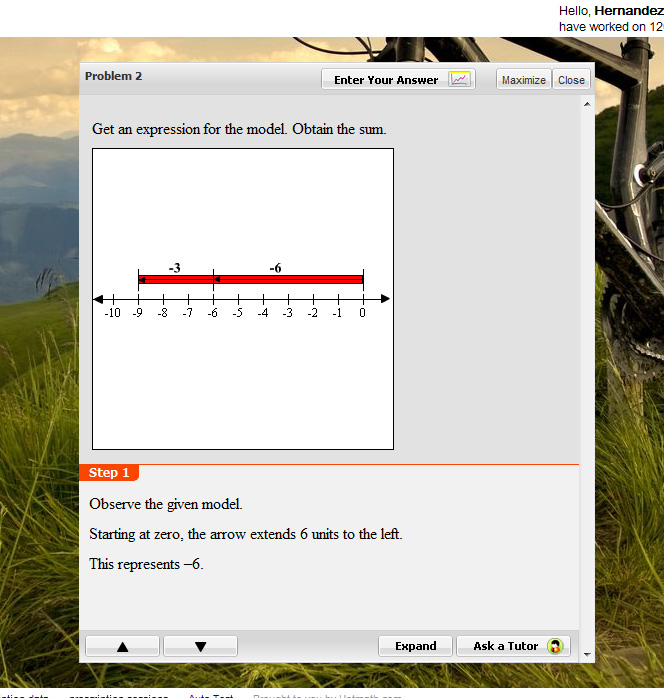 Hello, Hernandez
have worked on 12
Problem 2
Enter Your Answer
Maximize
Close
Get an expression for the model. Obtain the sum.
-3 -6
-10 -9 -8 -7 -6 -5 -4 -3 -2 -1 0
Step 1
Observe the given model.
Starting at zero, the arrow extends 6 units to the left.
This represents −6.
Expand
Ask a Tutor